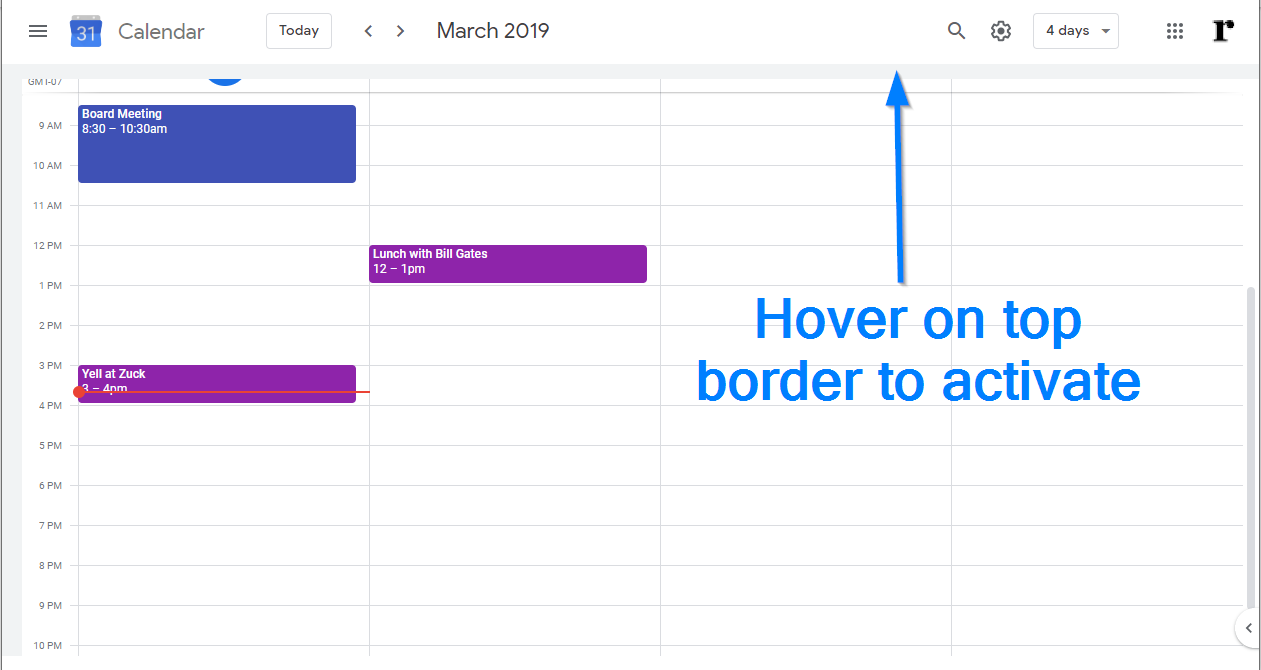 31 Calendar Today March 2019 4 days r
GMT-07
Board Meeting
8:30 – 10:30am
9 AM
10 AM
11 AM
12 PM
Lunch with Bill Gates
12 – 1pm
1 PM
Hover on top
border to activate
2 PM
3 PM
Yell at Zuck
3 – 4pm
4 PM
5 PM
6 PM
7 PM
8 PM
9 PM
10 PM